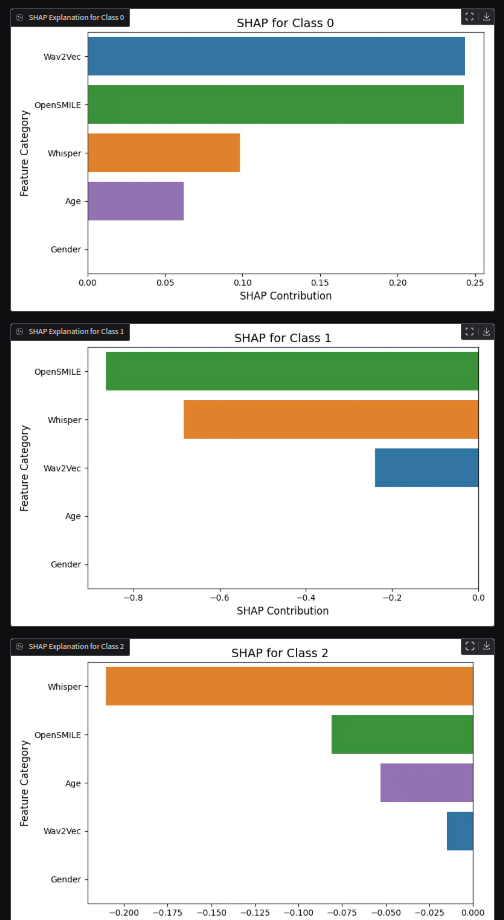 SHAP Explanation for Class 0
SHAP for Class 0
Feature Category
Wav2Vec
OpenSMILE
Whisper
Age
Gender
0.00 0.05 0.10 0.15 0.20 0.25
SHAP Contribution
SHAP Explanation for Class 1
SHAP for Class 1
Feature Category
OpenSMILE
Whisper
Wav2Vec
Age
Gender
−0.8 −0.6 −0.4 −0.2 0.0
SHAP Contribution
SHAP Explanation for Class 2
SHAP for Class 2
Feature Category
Whisper
OpenSMILE
Age
Wav2Vec
Gender
−0.200 −0.175 −0.150 −0.125 −0.100 −0.075 −0.050 −0.025 0.000